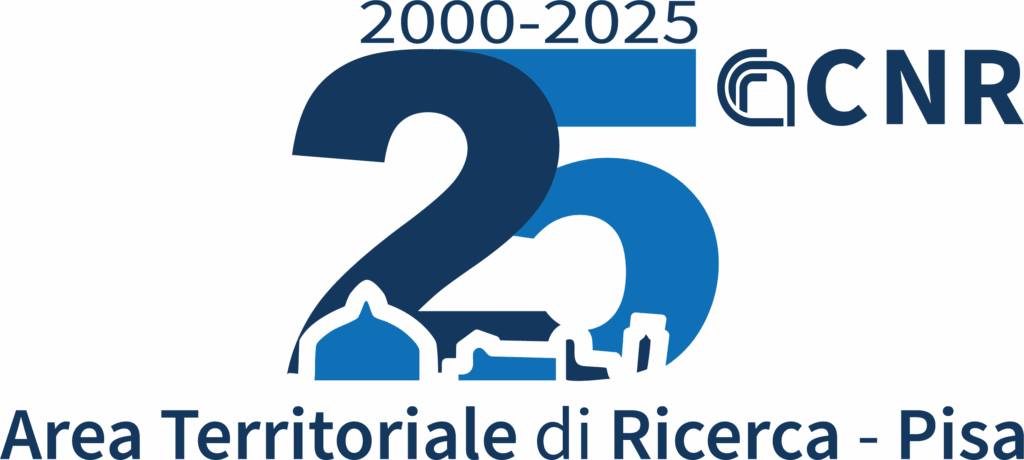 2000-2025
25
CNR
Area Territoriale di Ricerca - Pisa